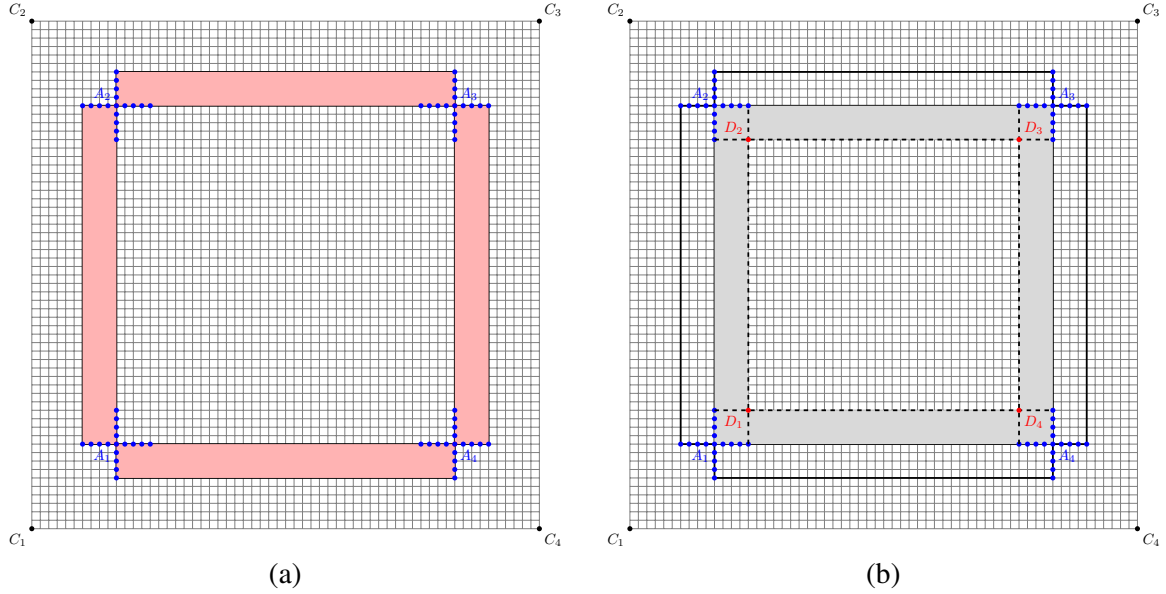 C2 C3 C2 C3
A2 A3 A2 A3
D2 D3
D1 D4
A1 A4 A1 A4
C1 C4 C1 C4
(a) (b)